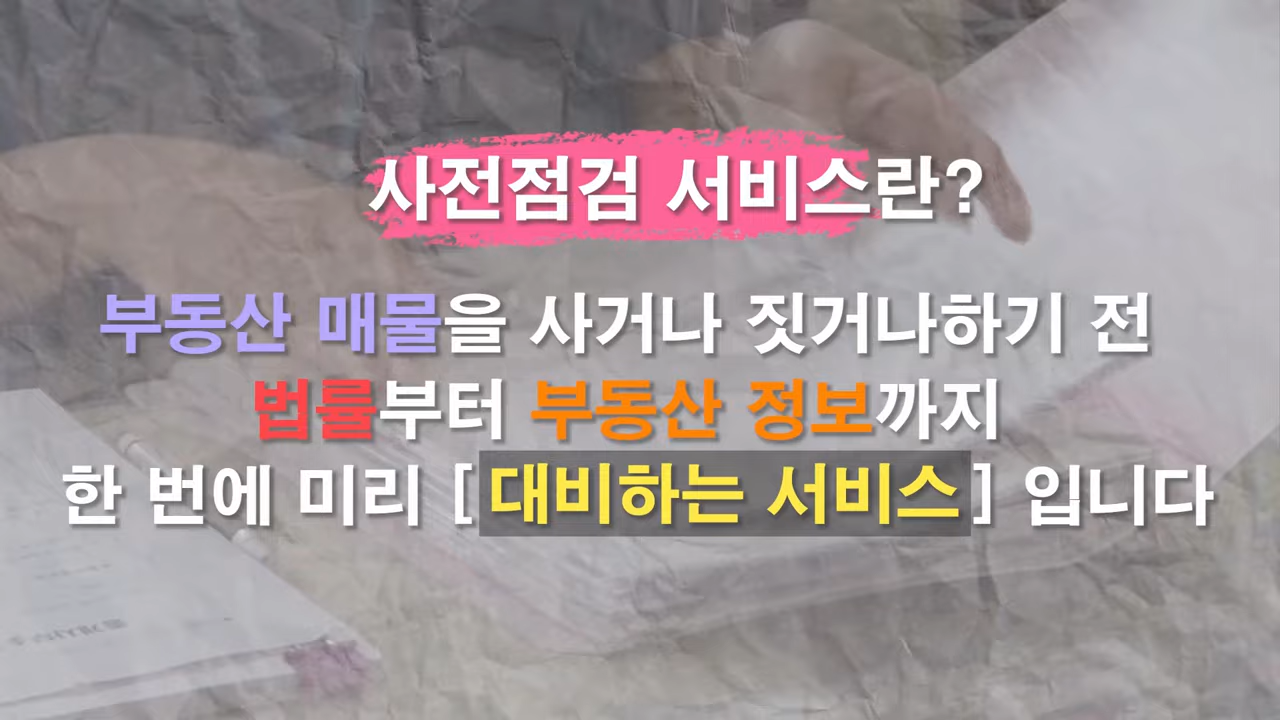 사전점검 서비스란?
부동산 매물을 사거나 짓거나하기 전
법률부터 부동산 정보까지
한 번에 미리 [대비하는 서비스] 입니다